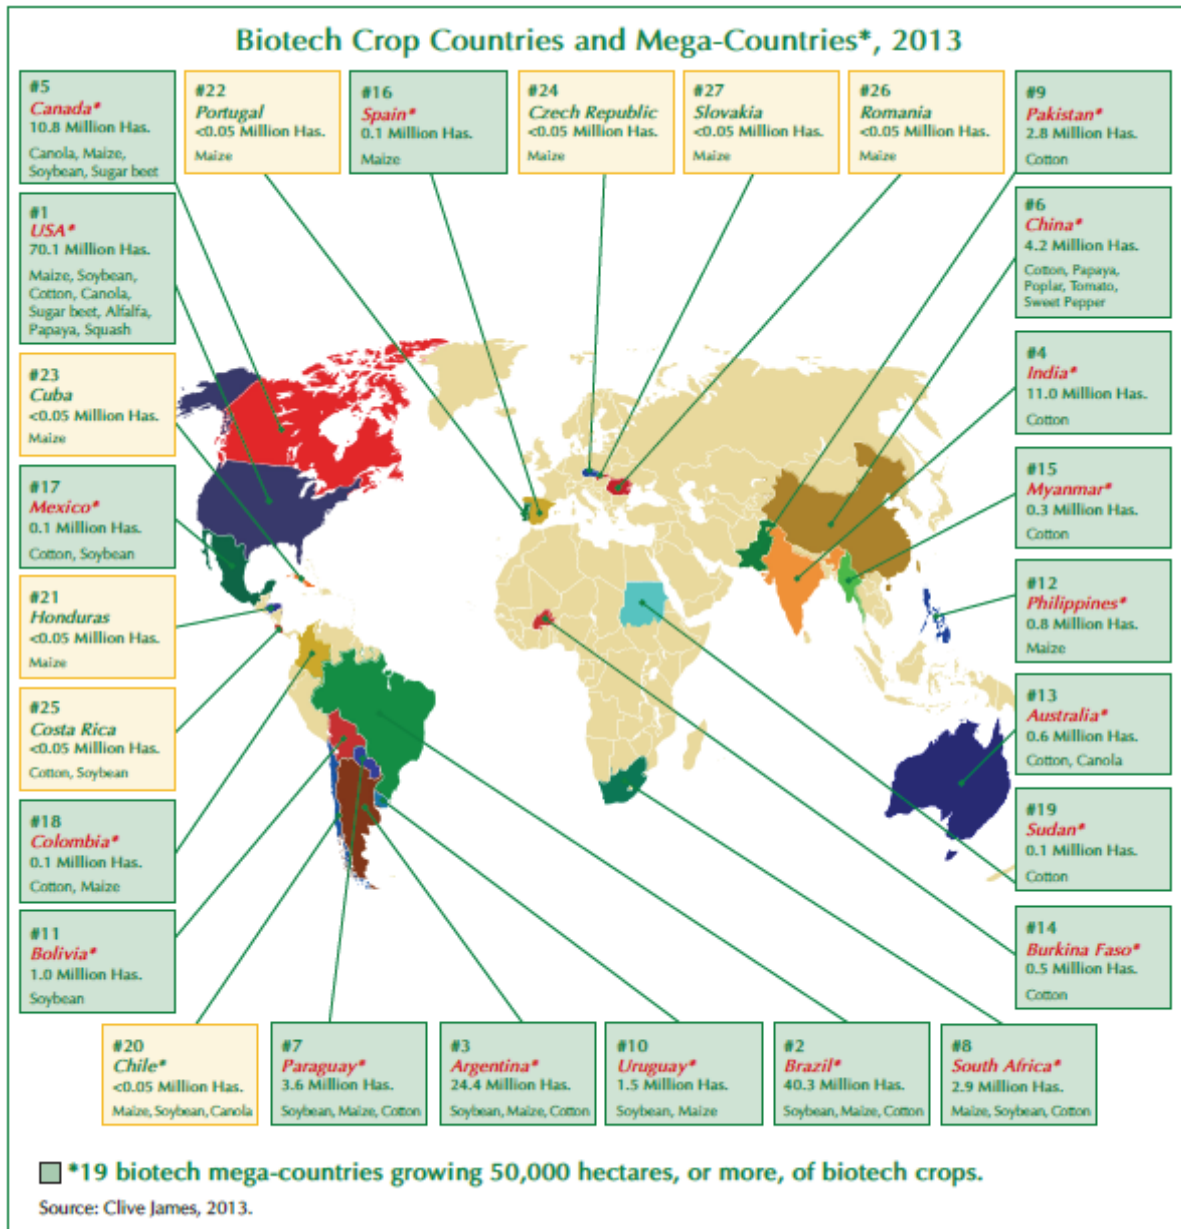 Biotech Crop Countries and Mega-Countries*, 2013
#5
Canada*
10.8 Million Has.
Canola, Maize,
Soybean, Sugar beet
#22
Portugal
<0.05 Million Has.
Maize
#16
Spain*
0.1 Million Has.
Maize
#24
Czech Republic
<0.05 Million Has.
Maize
#27
Slovakia
<0.05 Million Has.
Maize
#26
Romania
<0.05 Million Has.
Maize
#9
Pakistan*
2.8 Million Has.
Cotton
#1
USA*
70.1 Million Has.
Maize, Soybean,
Cotton, Canola,
Sugar beet, Alfalfa,
Papaya, Squash
#6
China*
4.2 Million Has.
Cotton, Papaya,
Poplar, Tomato,
Sweet Pepper
#23
Cuba
<0.05 Million Has.
Maize
#4
India*
11.0 Million Has.
Cotton
#17
Mexico*
0.1 Million Has.
Cotton, Soybean
#15
Myanmar*
0.3 Million Has.
Cotton
#21
Honduras
<0.05 Million Has.
Maize
#12
Philippines*
0.8 Million Has.
Maize
#25
Costa Rica
<0.05 Million Has.
Cotton, Soybean
#13
Australia*
0.6 Million Has.
Cotton, Canola
#18
Colombia*
0.1 Million Has.
Cotton, Maize
#19
Sudan*
0.1 Million Has.
Cotton
#11
Bolivia*
1.0 Million Has.
Soybean
#14
Burkina Faso*
0.5 Million Has.
Cotton
#20
Chile*
<0.05 Million Has.
Maize, Soybean, Canola
#7
Paraguay*
3.6 Million Has.
Soybean, Maize, Cotton
#3
Argentina*
24.4 Million Has.
Soybean, Maize, Cotton
#10
Uruguay*
1.5 Million Has.
Soybean, Maize
#2
Brazil*
40.3 Million Has.
Soybean, Maize, Cotton
#8
South Africa*
2.9 Million Has.
Maize, Soybean, Cotton
*19 biotech mega-countries growing 50,000 hectares, or more, of biotech crops.
Source: Clive James, 2013.